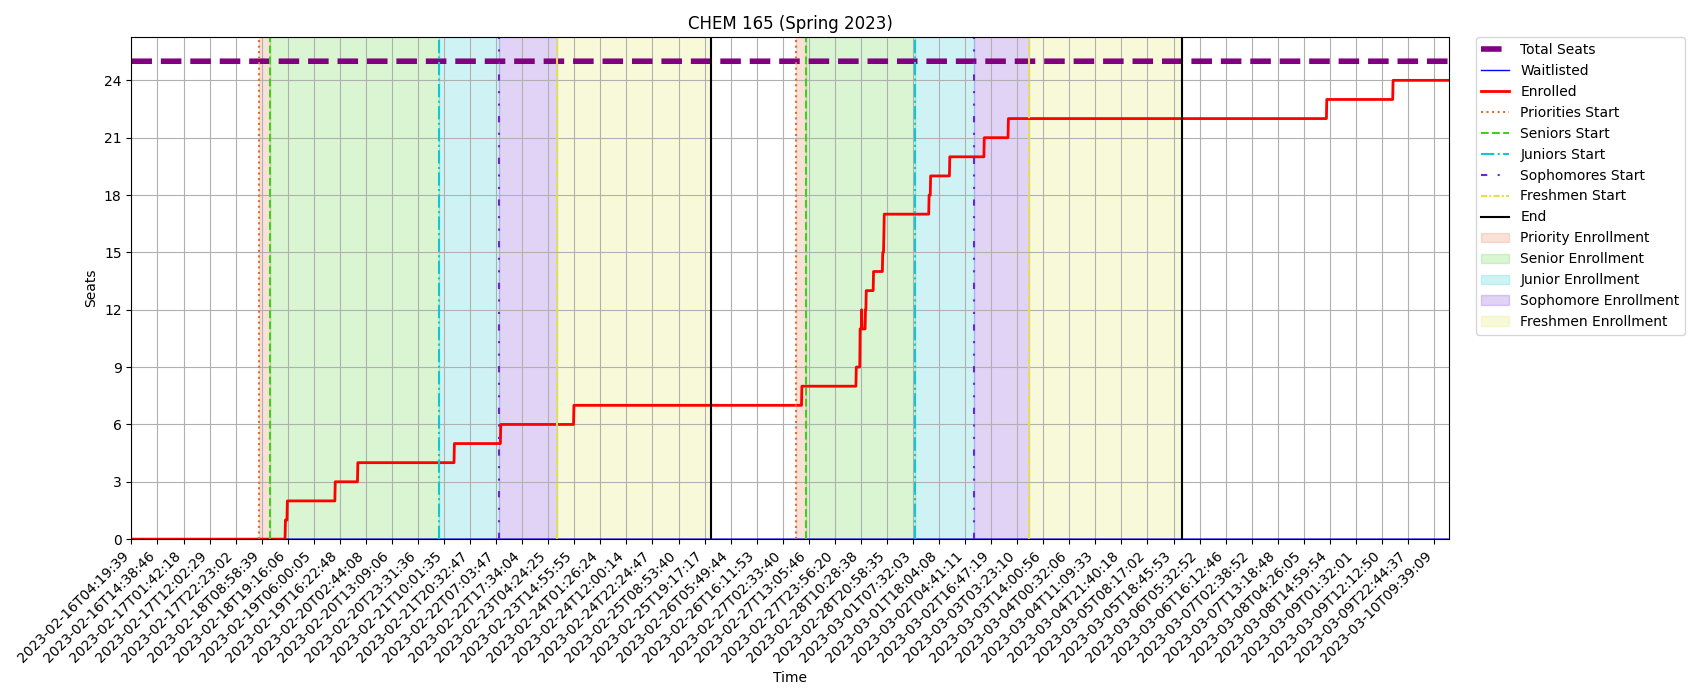 CHEM 165 (Spring 2023)
Seats
24
21
18
15
12
9
6
3
0
2023-02-16T04:19:39
2023-02-16T14:38:46
2023-02-17T01:42:18
2023-02-17T12:02:29
2023-02-17T22:23:02
2023-02-18T08:58:39
2023-02-18T19:16:06
2023-02-19T06:00:05
2023-02-19T16:22:48
2023-02-20T02:44:08
2023-02-20T13:09:06
2023-02-20T23:31:36
2023-02-21T10:01:35
2023-02-21T20:32:47
2023-02-22T07:03:47
2023-02-22T17:34:04
2023-02-23T04:24:25
2023-02-23T14:55:55
2023-02-24T01:26:24
2023-02-24T12:00:14
2023-02-24T22:24:47
2023-02-25T08:53:40
2023-02-25T19:17:17
2023-02-26T05:49:44
2023-02-26T16:11:53
2023-02-27T02:33:40
2023-02-27T13:05:46
2023-02-27T23:56:20
2023-02-28T10:28:38
2023-02-28T20:58:35
2023-03-01T07:32:03
2023-03-01T18:04:08
2023-03-02T04:41:11
2023-03-02T16:47:19
2023-03-03T03:23:10
2023-03-03T14:00:56
2023-03-04T00:32:06
2023-03-04T11:09:33
2023-03-04T21:40:18
2023-03-05T08:17:02
2023-03-05T18:45:53
2023-03-06T05:32:52
2023-03-06T16:12:46
2023-03-07T02:38:52
2023-03-07T13:18:48
2023-03-08T04:26:05
2023-03-08T14:59:54
2023-03-09T01:32:01
2023-03-09T12:12:50
2023-03-09T22:44:37
2023-03-10T09:39:09
Time
Total Seats
Waitlisted
Enrolled
Priorities Start
Seniors Start
Juniors Start
Sophomores Start
Freshmen Start
End
Priority Enrollment
Senior Enrollment
Junior Enrollment
Sophomore Enrollment
Freshmen Enrollment